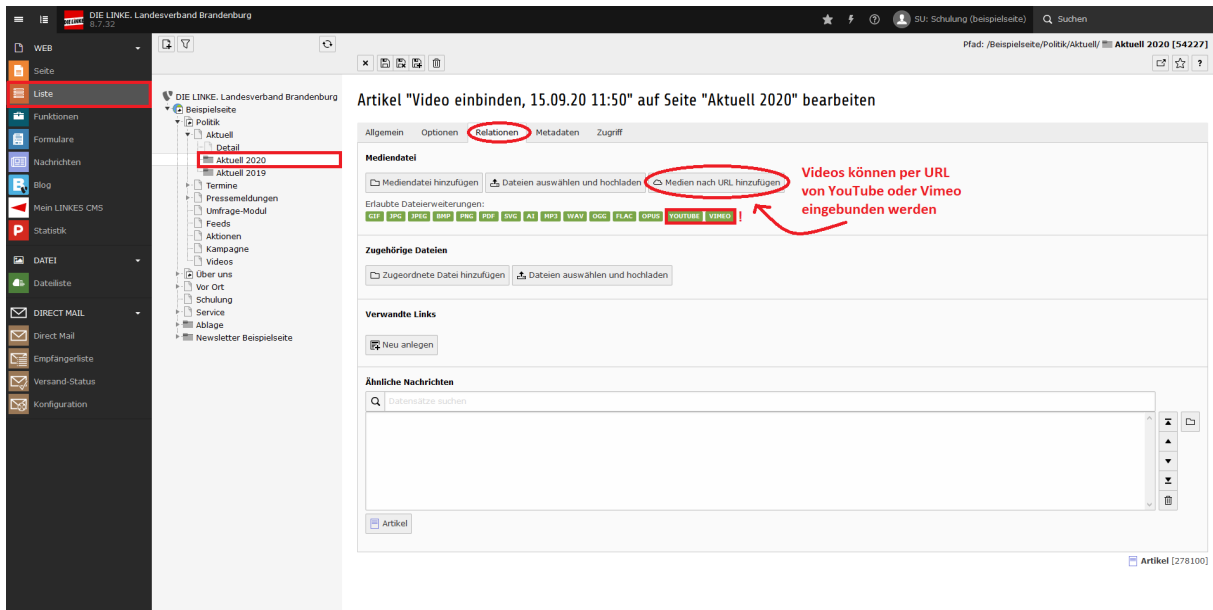 DIE LINKE. Landesverband Brandenburg
8.7.32
DIE LINKE.
SU: Schulung (beispielseite)
Suchen
WEB
Seite
Liste
Funktionen
Formulare
Nachrichten
Blog
Mein LINKES CMS
Statistik
DATEI
Dateiliste
DIRECT MAIL
Direct Mail
Empfängerliste
Versand-Status
Konfiguration
DIE LINKE. Landesverband Brandenburg
Beispielseite
Politik
Aktuell
Detail
Aktuell 2020
Aktuell 2019
Termine
Pressemeldungen
Umfrage-Modul
Feeds
Aktionen
Kampagne
Videos
Über uns
Vor Ort
Schulung
Service
Ablage
Newsletter Beispielseite
Pfad: /Beispielseite/Politik/Aktuell/ Aktuell 2020 [54227]
Artikel "Video einbinden, 15.09.20 11:50" auf Seite "Aktuell 2020" bearbeiten
Allgemein Optionen Relationen Metadaten Zugriff
Mediendatei
Mediendatei hinzufügen Dateien auswählen und hochladen Medien nach URL hinzufügen
Videos können per URL
von YouTube oder Vimeo
eingebunden werden
Erlaubte Dateierweiterungen:
GIF JPG JPEG BMP PNG PDF SVG AI MP3 WAV OGG FLAC OPUS YOUTUBE VIMEO !
Zugehörige Dateien
Zugeordnete Datei hinzufügen Dateien auswählen und hochladen
Verwandte Links
Neu anlegen
Ähnliche Nachrichten
Datensätze suchen
Artikel
Artikel [278100]